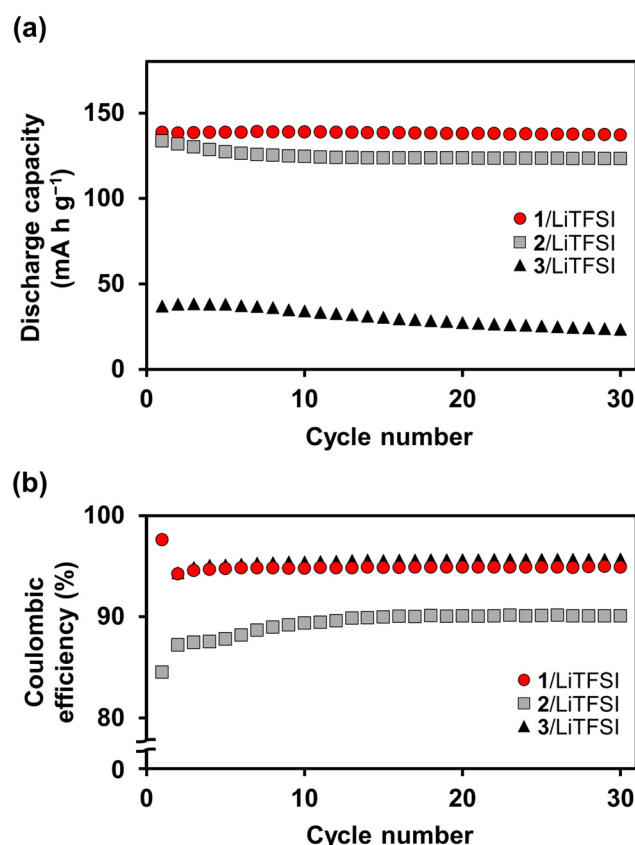 (a)
150
100
50
0
Discharge capacity
(mA h g⁻¹)
1/LiTFSI
2/LiTFSI
3/LiTFSI
0 10 20 30
Cycle number
(b)
100
90
80
0
Coulombic
efficiency (%)
1/LiTFSI
2/LiTFSI
3/LiTFSI
0 10 20 30
Cycle number